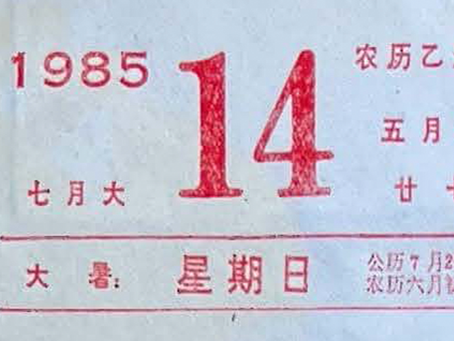 1985 14 农历乙
五月
七月大 廿
大暑: 星期日 公历7月2
农历六月